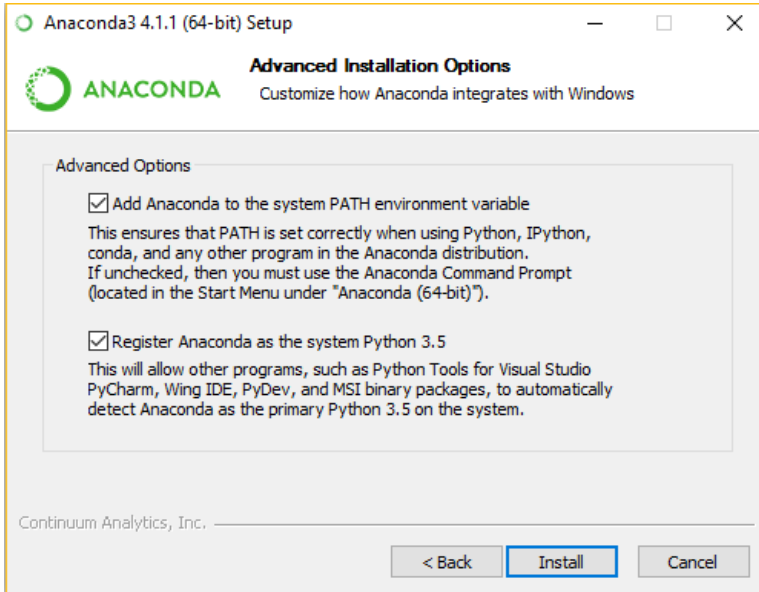 Anaconda3 4.1.1 (64-bit) Setup
ANACONDA
Advanced Installation Options
Customize how Anaconda integrates with Windows
Advanced Options
Add Anaconda to the system PATH environment variable
This ensures that PATH is set correctly when using Python, IPython,
conda, and any other program in the Anaconda distribution.
If unchecked, then you must use the Anaconda Command Prompt
(located in the Start Menu under "Anaconda (64-bit)").
Register Anaconda as the system Python 3.5
This will allow other programs, such as Python Tools for Visual Studio
PyCharm, Wing IDE, PyDev, and MSI binary packages, to automatically
detect Anaconda as the primary Python 3.5 on the system.
Continuum Analytics, Inc.
< Back
Install
Cancel